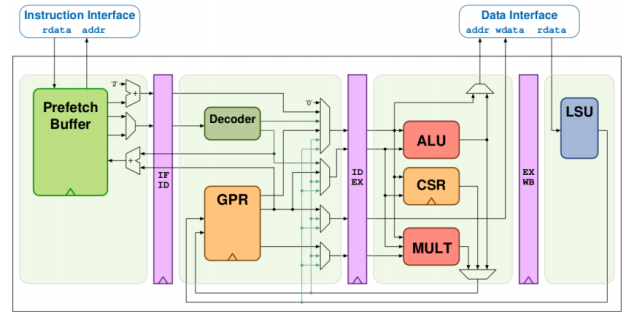 Instruction Interface
rdata addr
Data Interface
addr wdata rdata
'2'
'0'
Prefetch
Buffer
Decoder
GPR
IF
ID
ID
EX
EX
WB
ALU
CSR
MULT
LSU
+
+